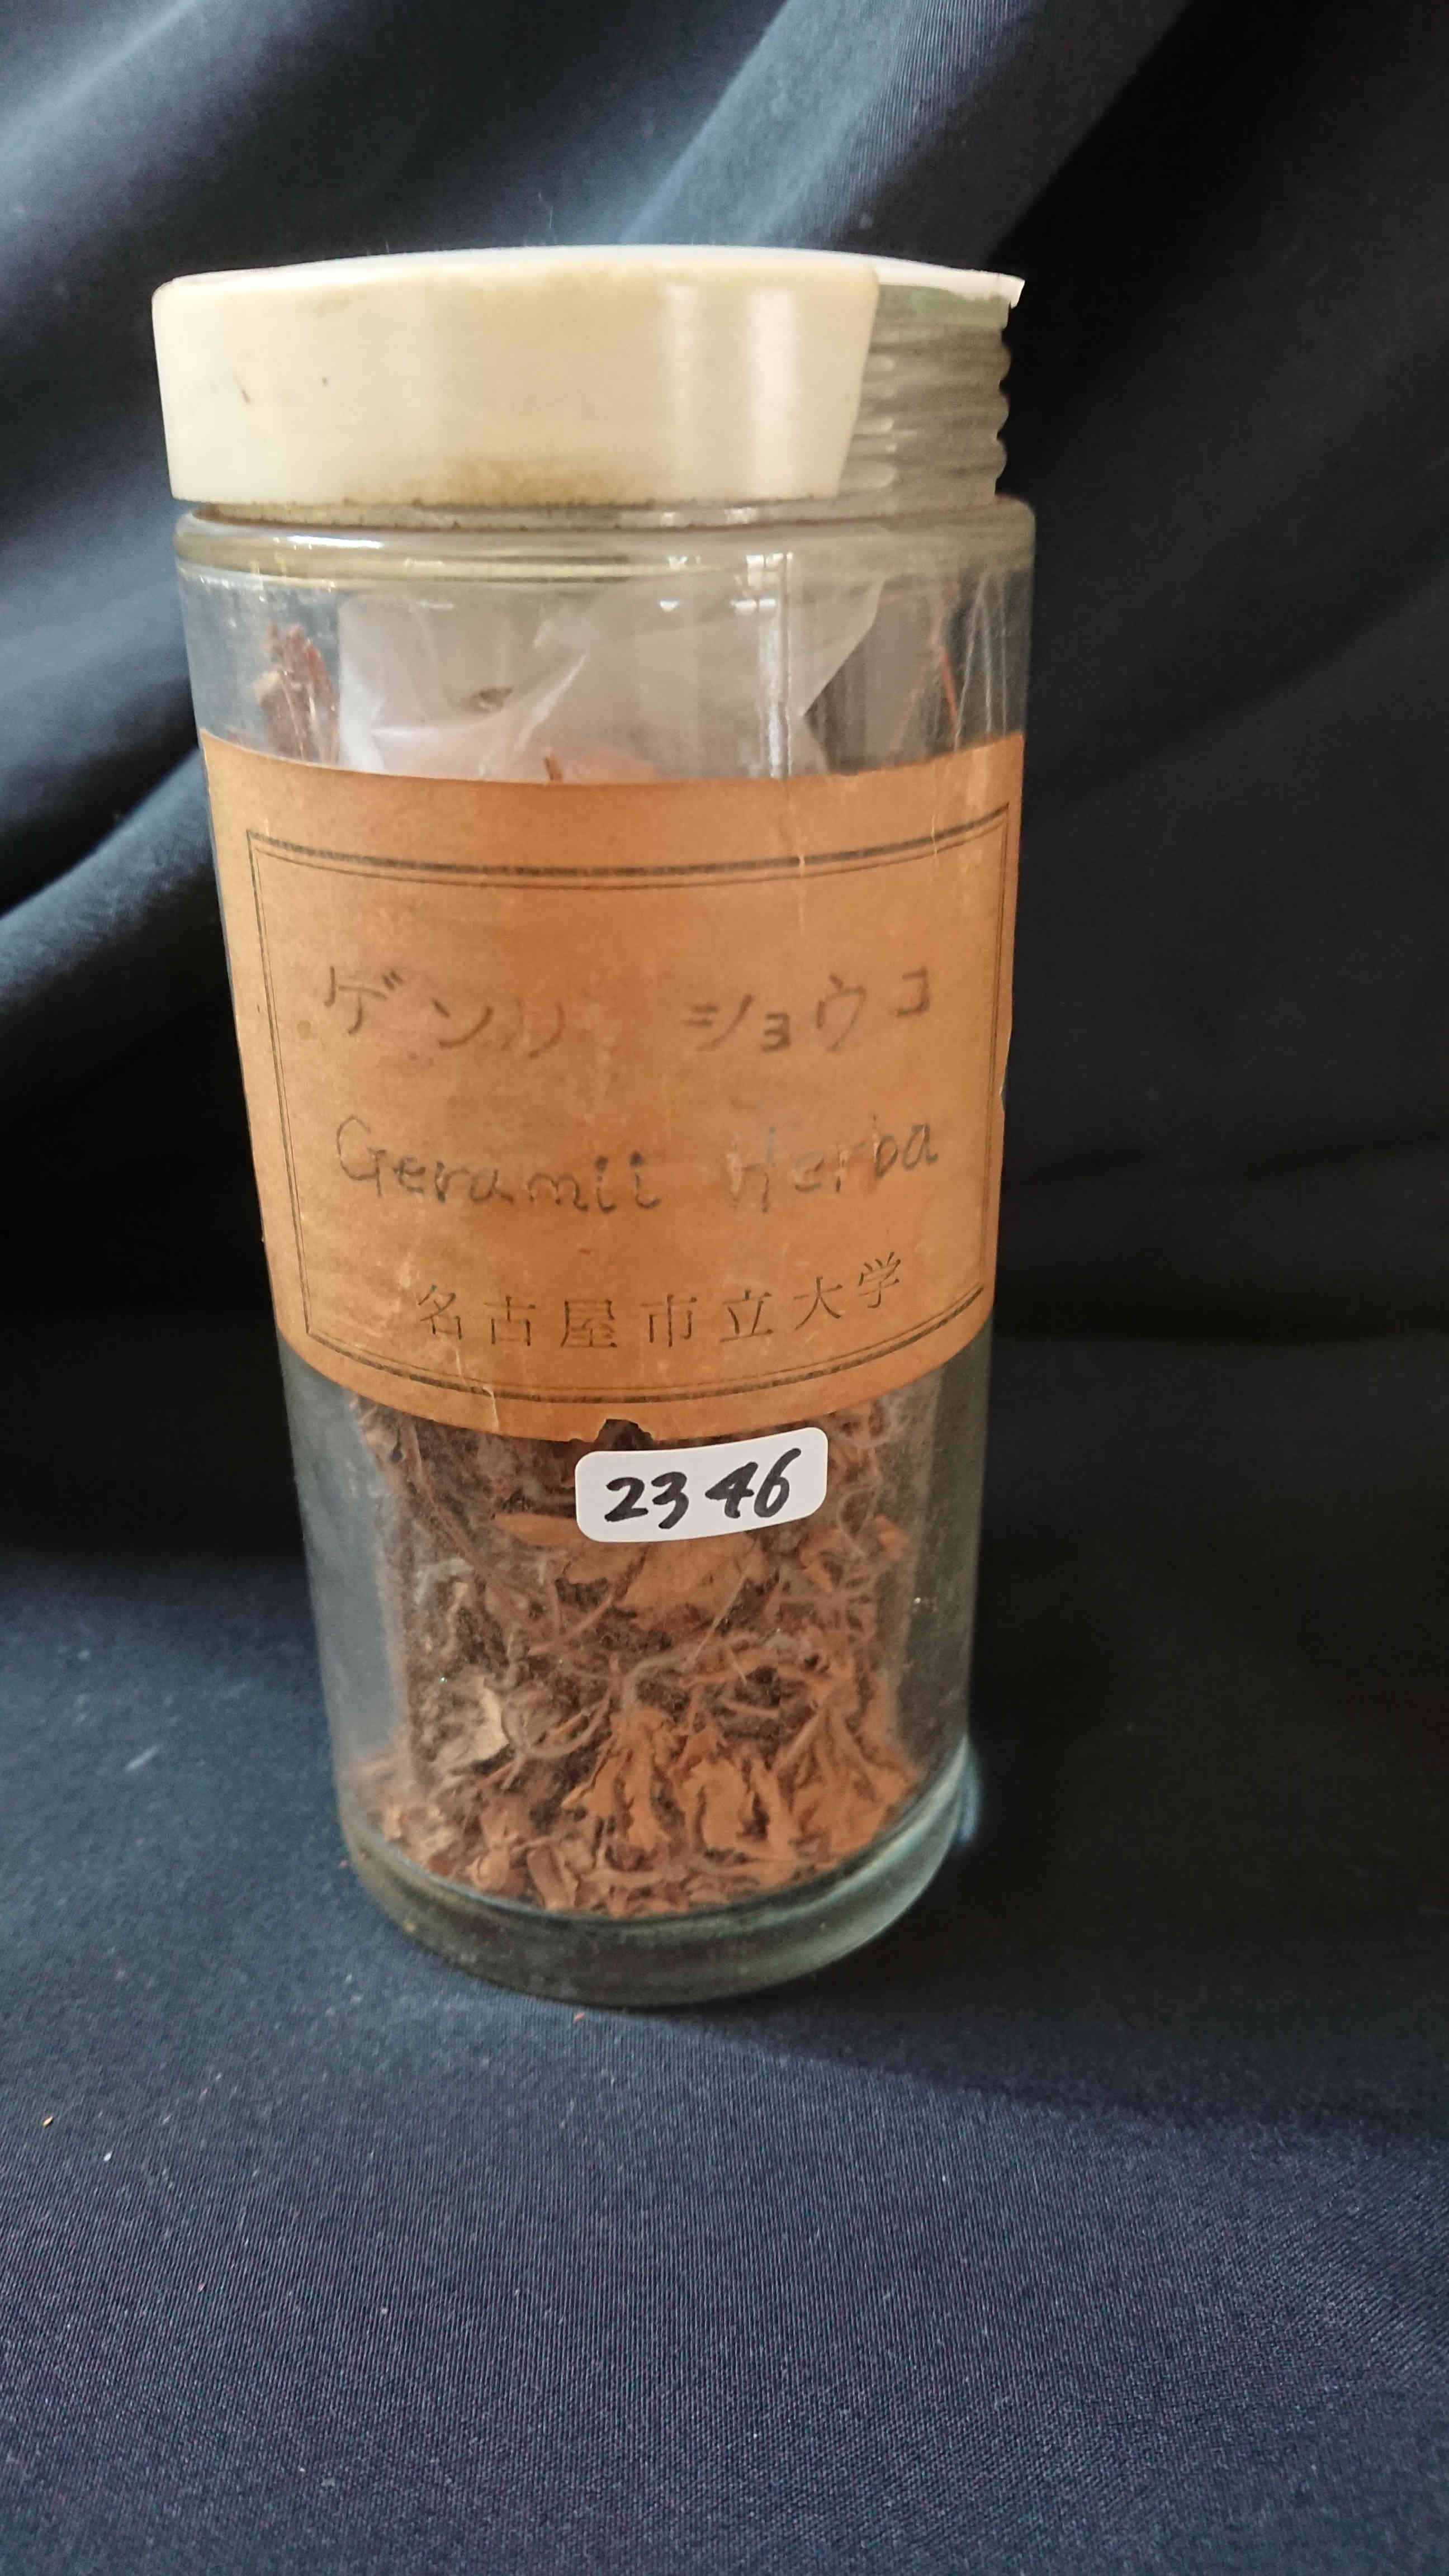 ゲンノ ショウコ
Geranii Herba
名古屋市立大学
2346